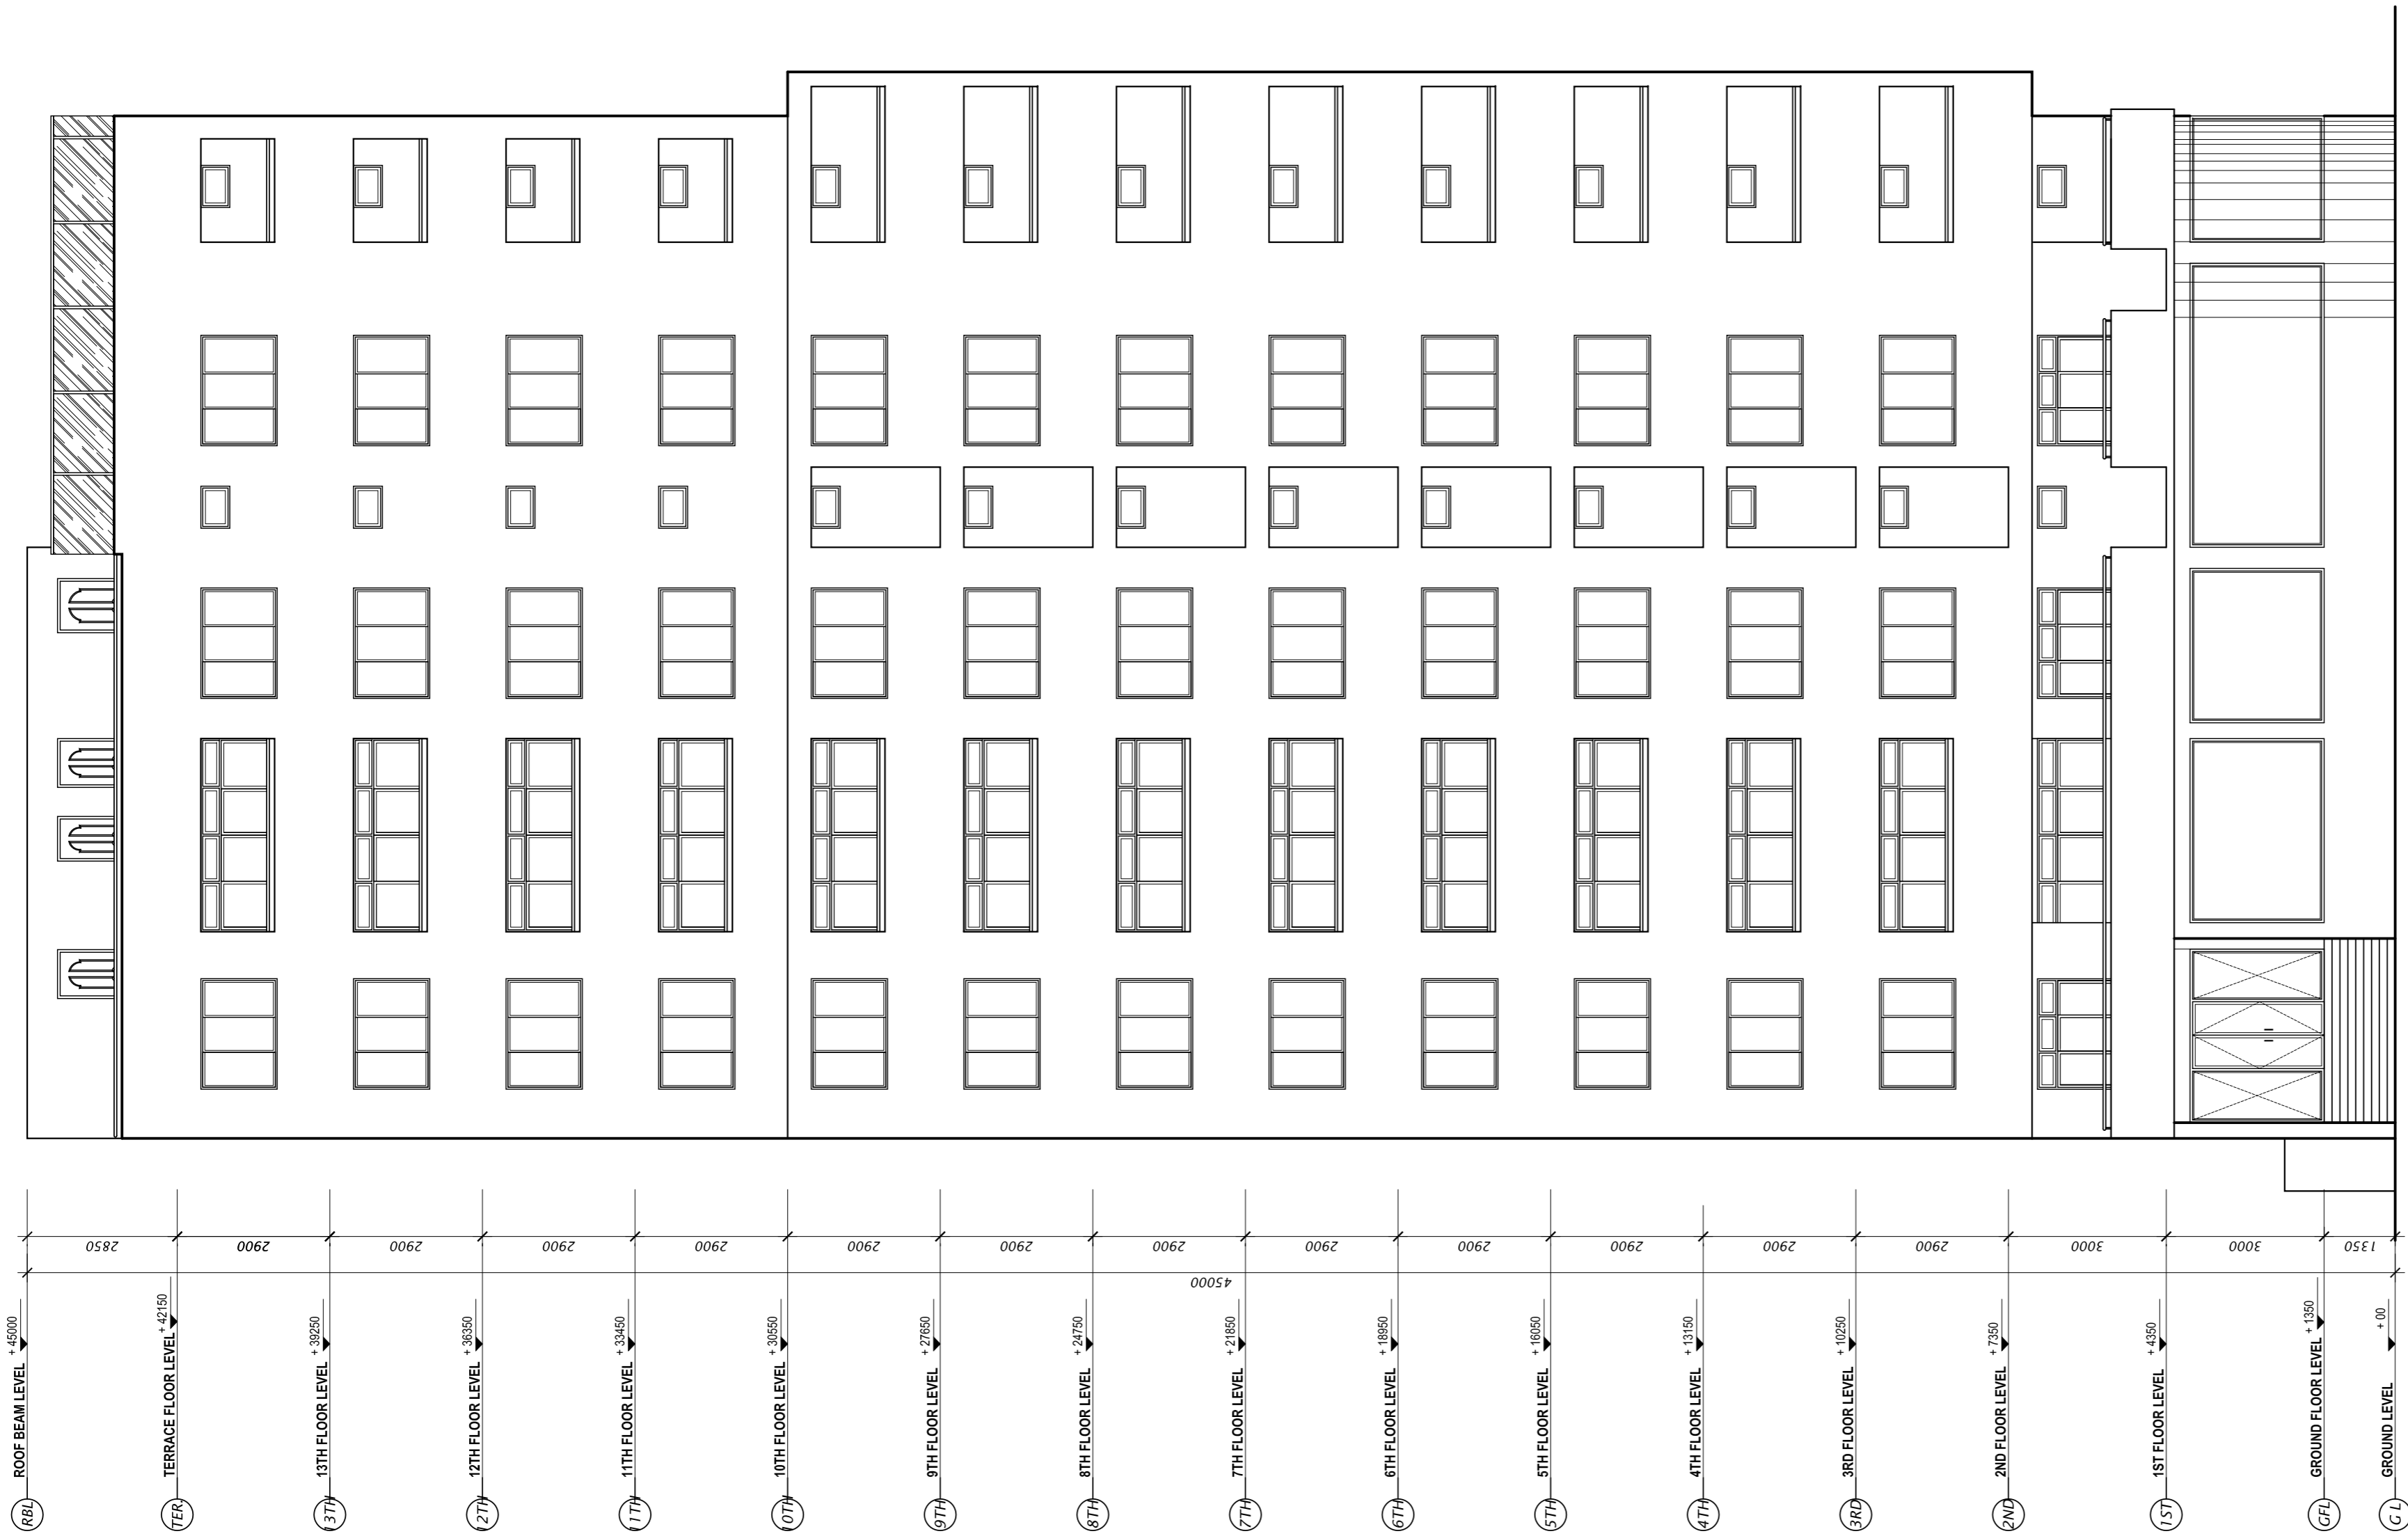 RBL ROOF BEAM LEVEL + 45000
TER. TERRACE FLOOR LEVEL + 42150
13TH 13TH FLOOR LEVEL + 39250
12TH 12TH FLOOR LEVEL + 36350
11TH 11TH FLOOR LEVEL + 33450
10TH 10TH FLOOR LEVEL + 30550
9TH 9TH FLOOR LEVEL + 27650
8TH 8TH FLOOR LEVEL + 24750
7TH 7TH FLOOR LEVEL + 21850
6TH 6TH FLOOR LEVEL + 18950
5TH 5TH FLOOR LEVEL + 16050
4TH 4TH FLOOR LEVEL + 13150
3RD 3RD FLOOR LEVEL + 10250
2ND 2ND FLOOR LEVEL + 7350
1ST 1ST FLOOR LEVEL + 4350
GFL GROUND FLOOR LEVEL + 1350
G L GROUND LEVEL + 00
45000
2850
2900
2900
2900
2900
2900
2900
2900
2900
2900
2900
2900
2900
3000
3000
1350